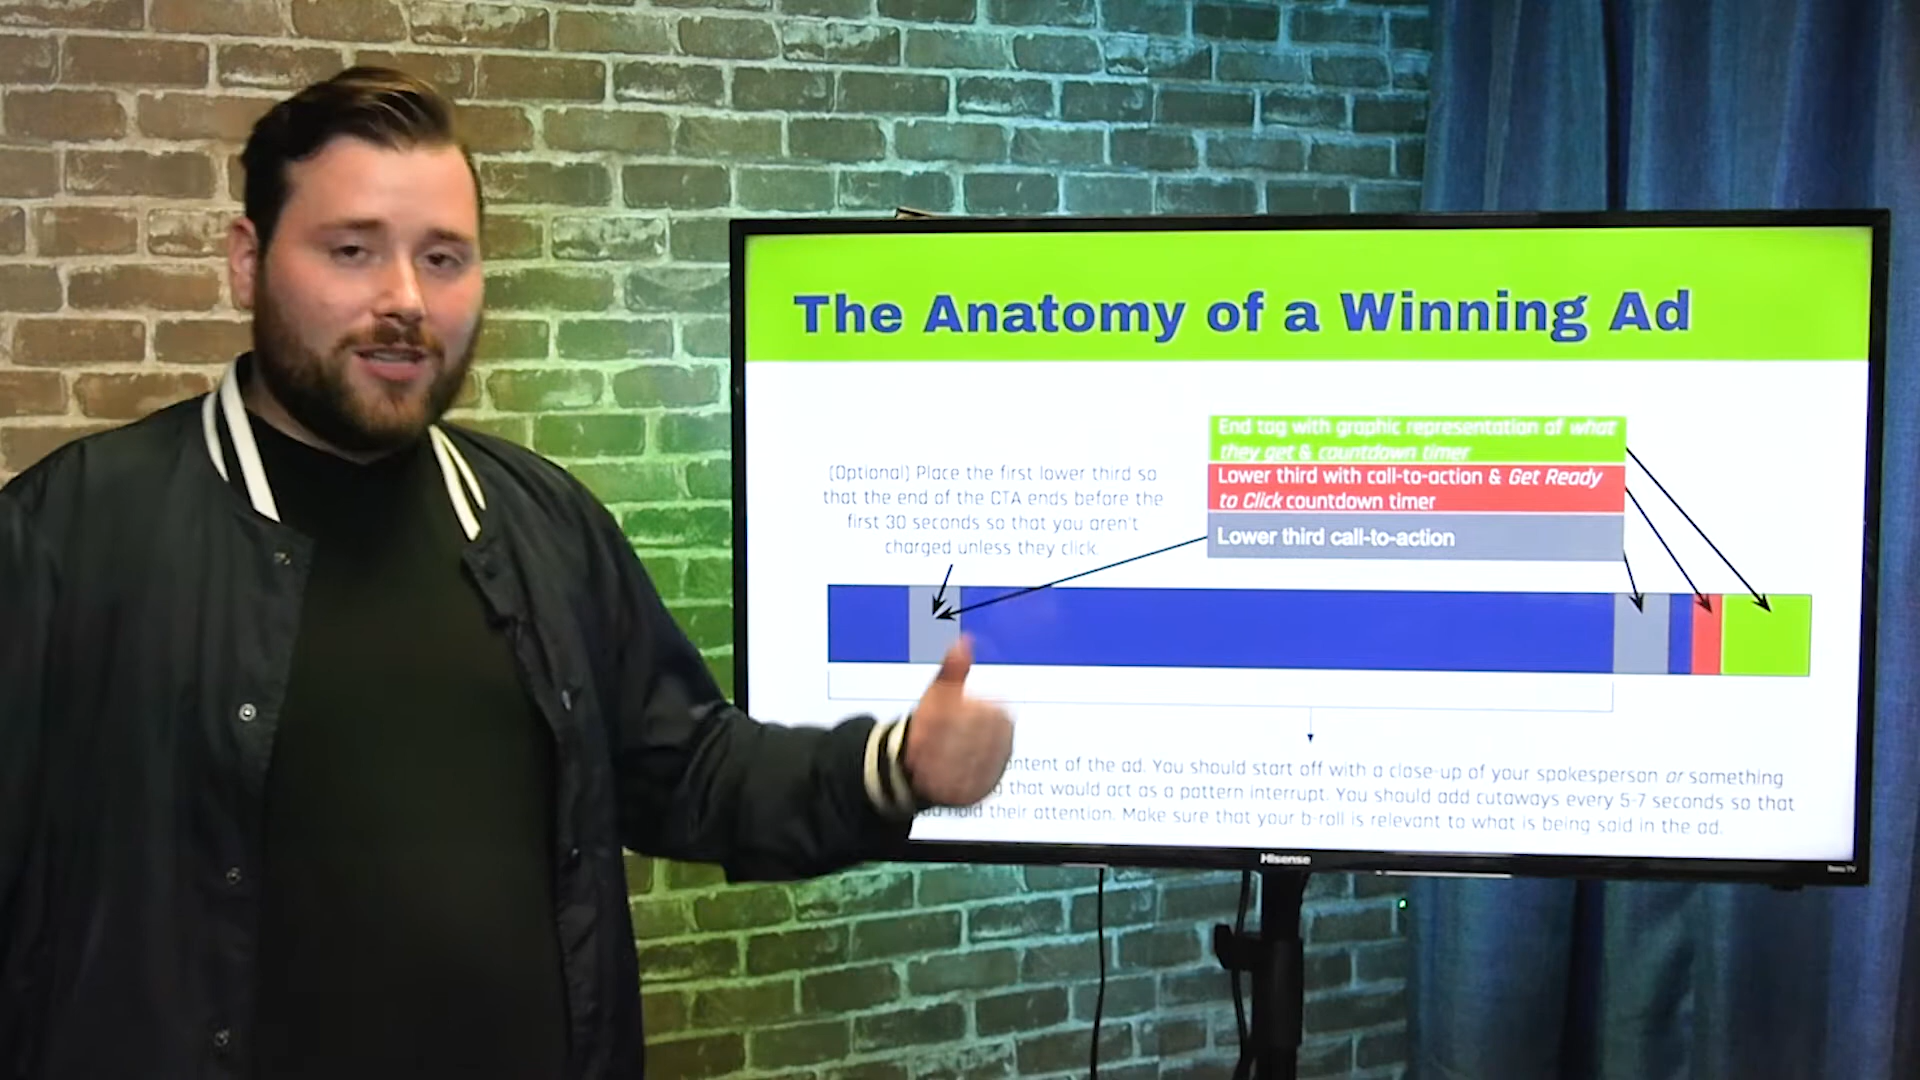 The Anatomy of a Winning Ad
End tag with graphic representation of what
they get & countdown timer
Lower third with call-to-action & Get Ready
to Click countdown timer
Lower third call-to-action
(Optional) Place the first lower third so
that the end of the CTA ends before the
first 30 seconds so that you aren't
charged unless they click.
ntent of the ad. You should start off with a close-up of your spokesperson or something
that would act as a pattern interrupt. You should add cutaways every 5-7 seconds so that
hold their attention. Make sure that your b-roll is relevant to what is being said in the ad.
Hisense
Roku TV